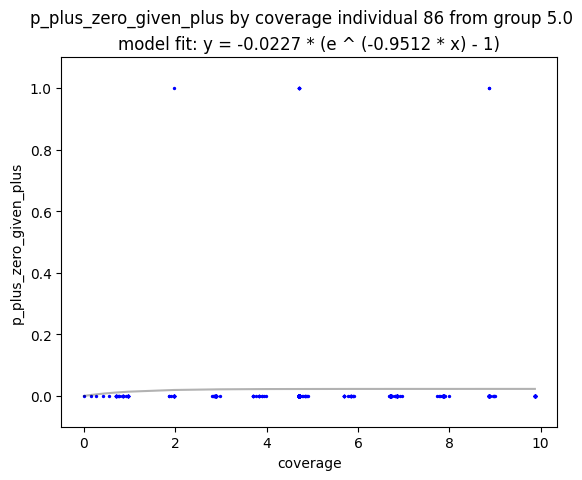 p_plus_zero_given_plus by coverage individual 86 from group 5.0
model fit: y = -0.0227 * (e ^ (-0.9512 * x) - 1)
1.0
0.8
0.6
0.4
0.2
0.0
p_plus_zero_given_plus
0 2 4 6 8 10
coverage